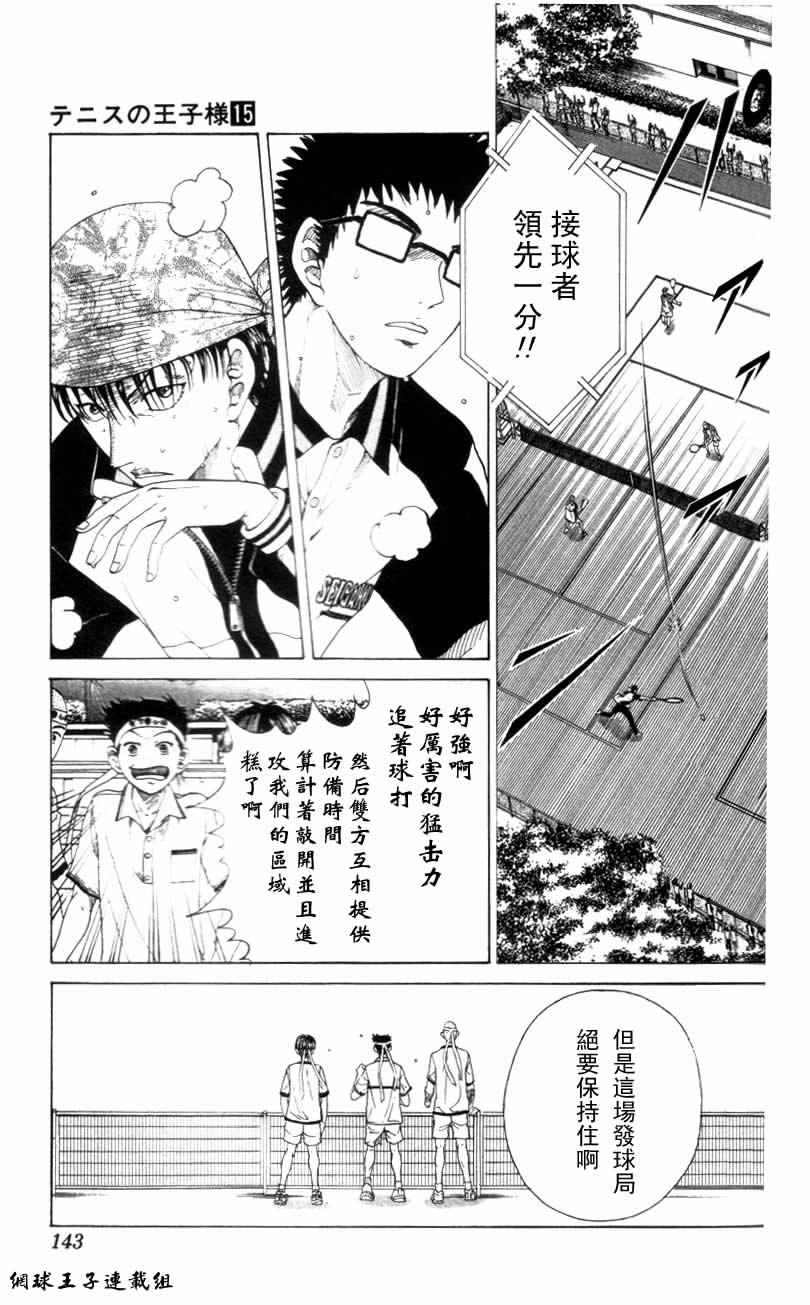 テニスの王子様15
接球者
領先一分!!
SEIGAKU
好強啊
好厲害的猛击力
追著球打
然后雙方互相提供
防備時間
算計著敲開並且進
攻我們的區域
糕了啊
但是這場發球局
絕要保持住啊
143
網球王子連載組